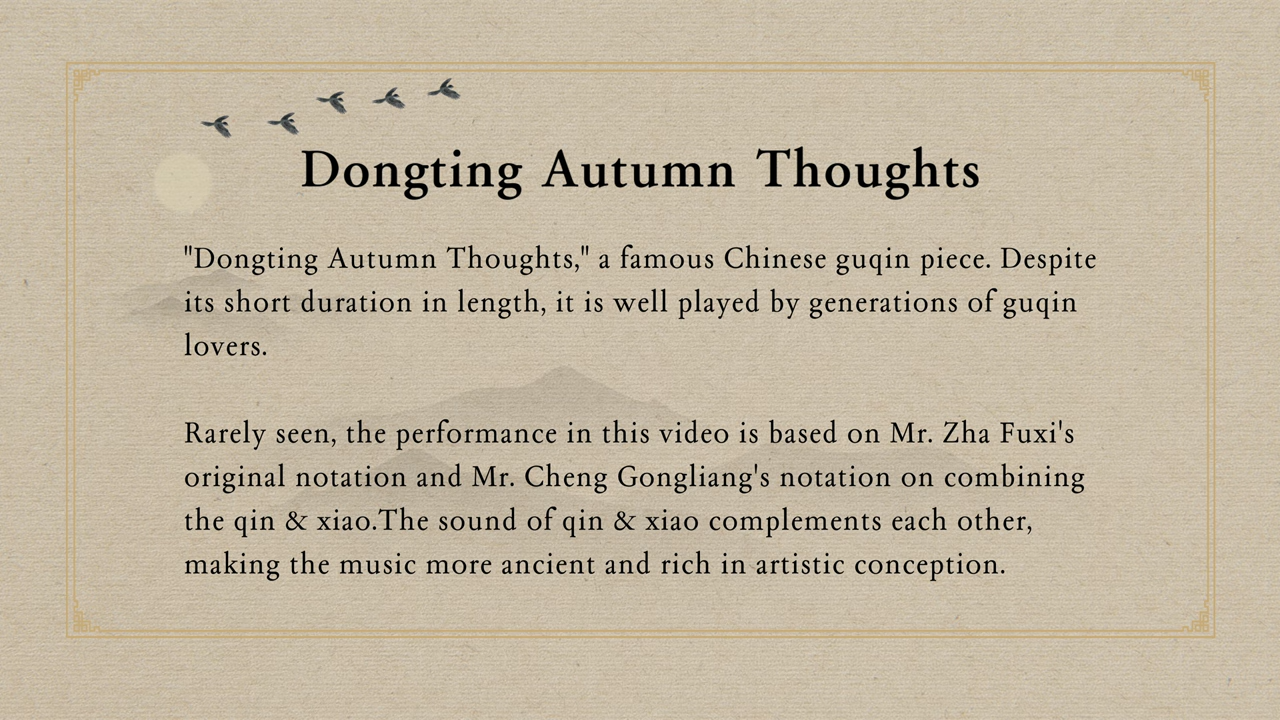 Dongting Autumn Thoughts
"Dongting Autumn Thoughts," a famous Chinese guqin piece. Despite
its short duration in length, it is well played by generations of guqin
lovers.
Rarely seen, the performance in this video is based on Mr. Zha Fuxi's
original notation and Mr. Cheng Gongliang's notation on combining
the qin & xiao.The sound of qin & xiao complements each other,
making the music more ancient and rich in artistic conception.